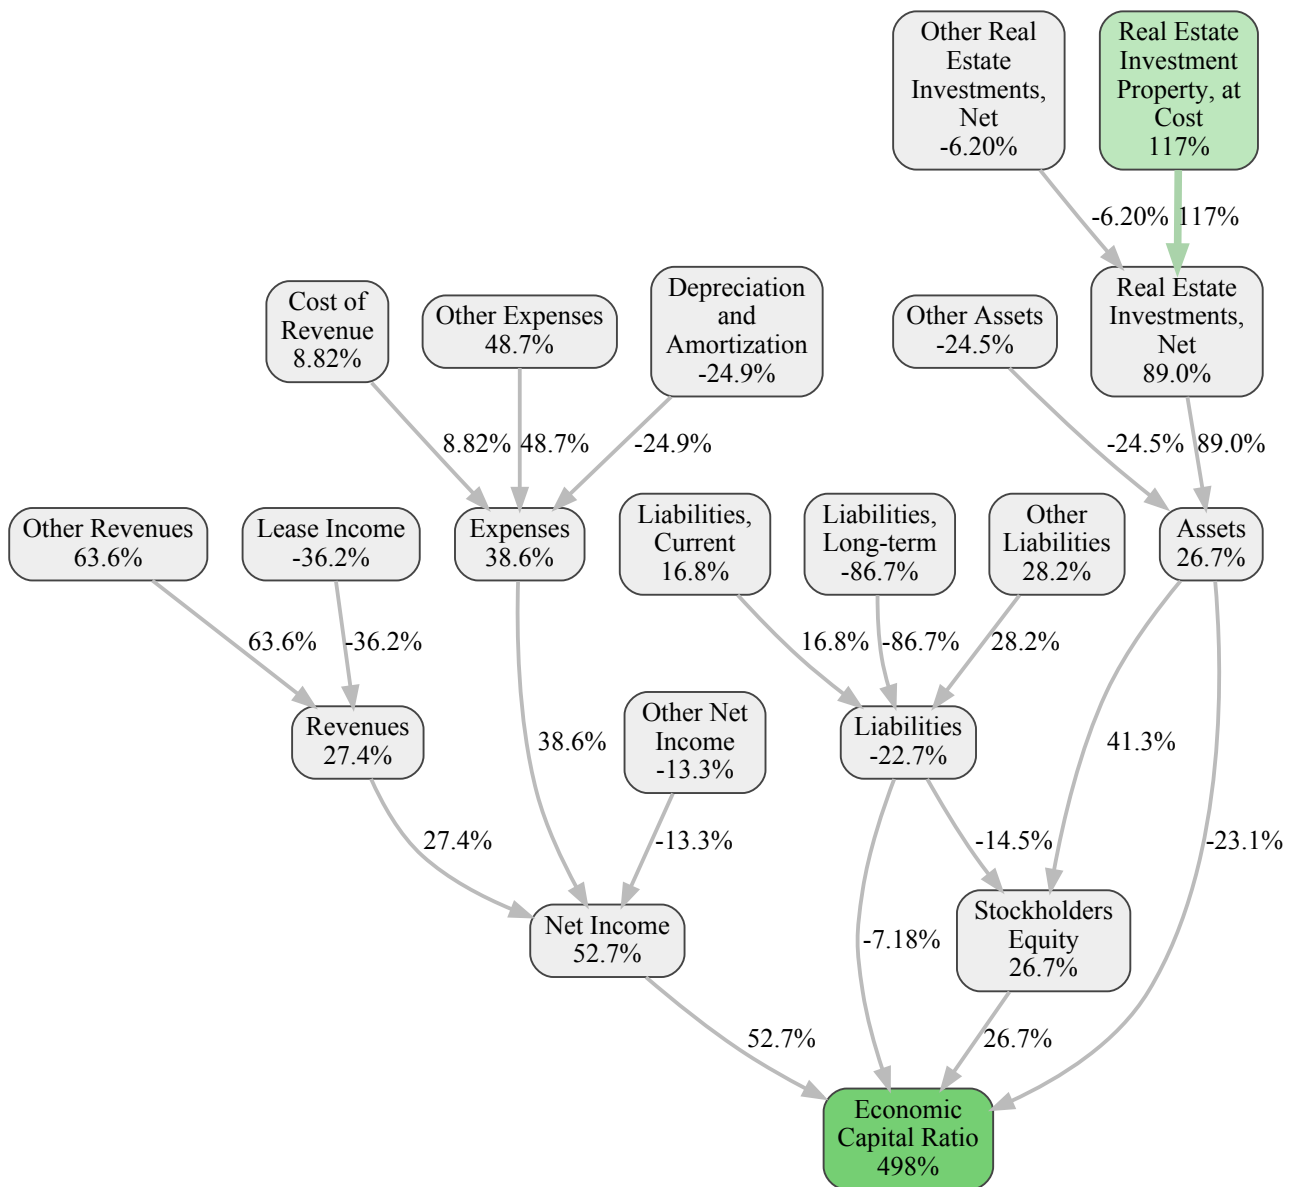 Other Real
Estate
Investments,
Net
-6.20%
Real Estate
Investment
Property, at
Cost
117%
-6.20%
117%
Cost of
Revenue
8.82%
Other Expenses
48.7%
Depreciation
and
Amortization
-24.9%
Other Assets
-24.5%
Real Estate
Investments,
Net
89.0%
8.82%
48.7%
-24.9%
-24.5%
89.0%
Other Revenues
63.6%
Lease Income
-36.2%
Expenses
38.6%
Liabilities,
Current
16.8%
Liabilities,
Long-term
-86.7%
Other
Liabilities
28.2%
Assets
26.7%
63.6%
-36.2%
16.8%
-86.7%
28.2%
Revenues
27.4%
38.6%
Other Net
Income
-13.3%
Liabilities
-22.7%
41.3%
27.4%
-13.3%
-14.5%
-23.1%
Net Income
52.7%
-7.18%
Stockholders
Equity
26.7%
52.7%
26.7%
Economic
Capital Ratio
498%